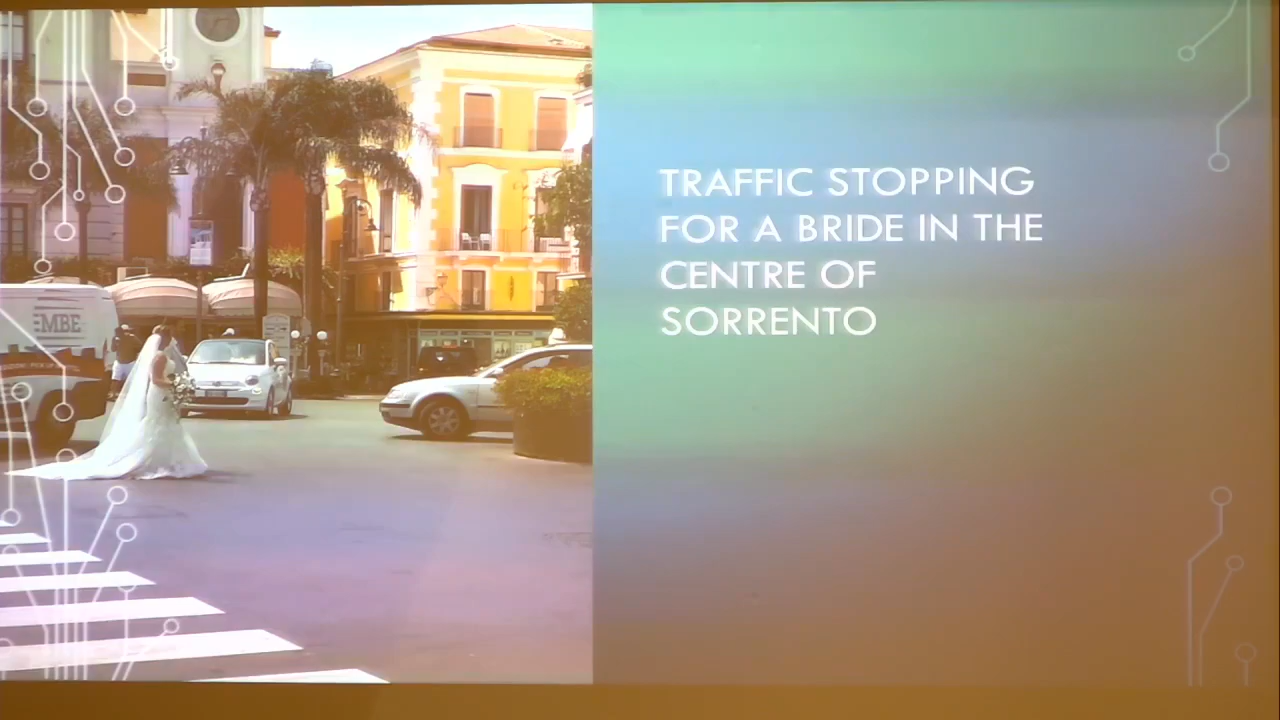 TRAFFIC STOPPING
FOR A BRIDE IN THE
CENTRE OF
SORRENTO
MBE